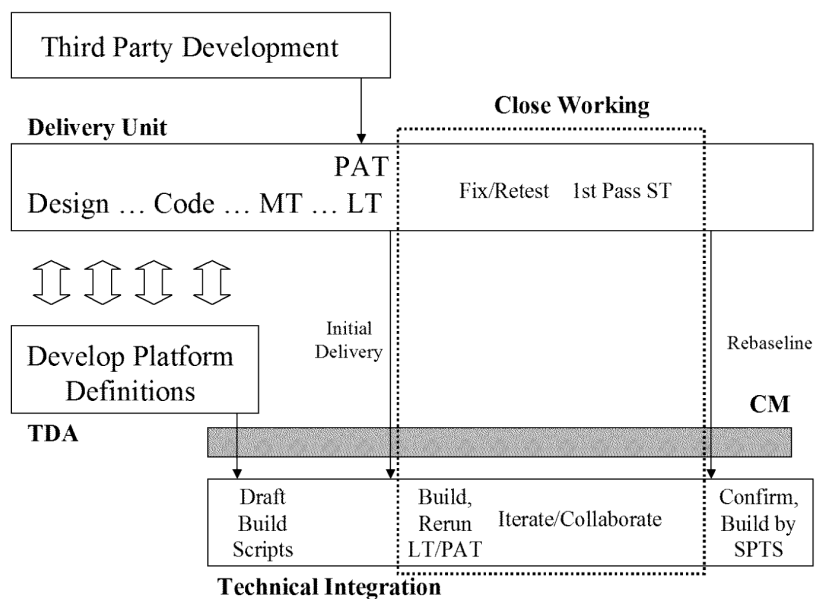 Third Party Development
Close Working
Delivery Unit
PAT
Design … Code … MT … LT
Fix/Retest 1st Pass ST
Initial
Delivery
Rebaseline
Develop Platform
Definitions
CM
TDA
Draft
Build
Scripts
Build,
Rerun
LT/PAT
Iterate/Collaborate
Confirm,
Build by
SPTS
Technical Integration